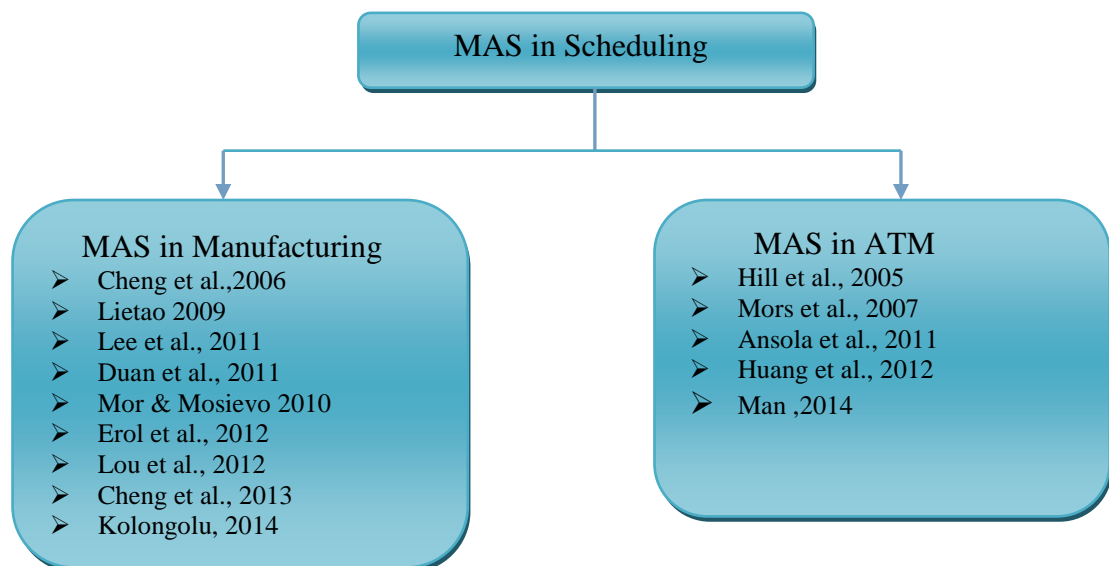 MAS in Scheduling
MAS in Manufacturing
➢ Cheng et al.,2006
➢ Lietao 2009
➢ Lee et al., 2011
➢ Duan et al., 2011
➢ Mor & Mosievo 2010
➢ Erol et al., 2012
➢ Lou et al., 2012
➢ Cheng et al., 2013
➢ Kolongolu, 2014
MAS in ATM
➢ Hill et al., 2005
➢ Mors et al., 2007
➢ Ansola et al., 2011
➢ Huang et al., 2012
➢ Man ,2014